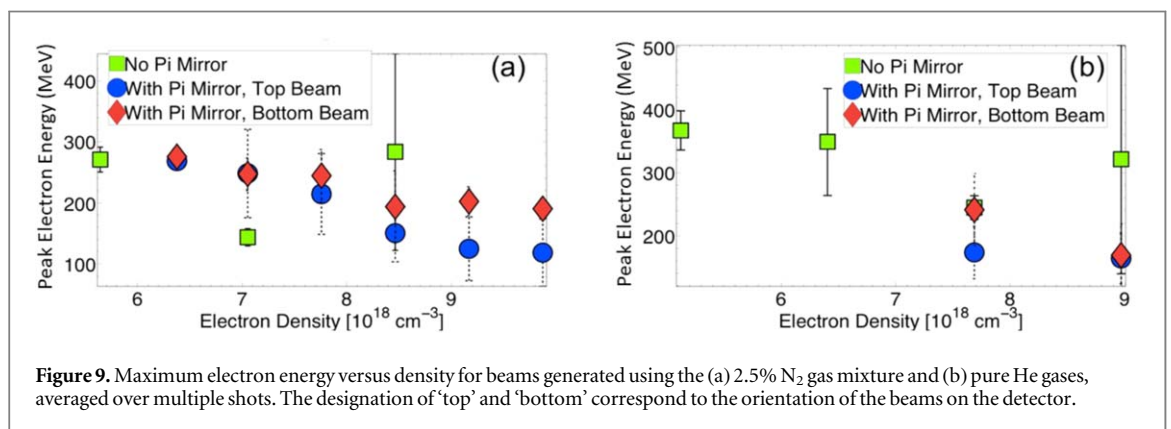 Peak Electron Energy (MeV)
400
300
200
100
No Pi Mirror
With Pi Mirror, Top Beam
With Pi Mirror, Bottom Beam
(a)
6 7 8 9
Electron Density [10¹⁸ cm⁻³]
Peak Electron Energy (MeV)
500
400
300
200
No Pi Mirror
With Pi Mirror, Top Beam
With Pi Mirror, Bottom Beam
(b)
6 7 8 9
Electron Density [10¹⁸ cm⁻³]
Figure 9. Maximum electron energy versus density for beams generated using the (a) 2.5% N₂ gas mixture and (b) pure He gases,
averaged over multiple shots. The designation of ‘top’ and ‘bottom’ correspond to the orientation of the beams on the detector.